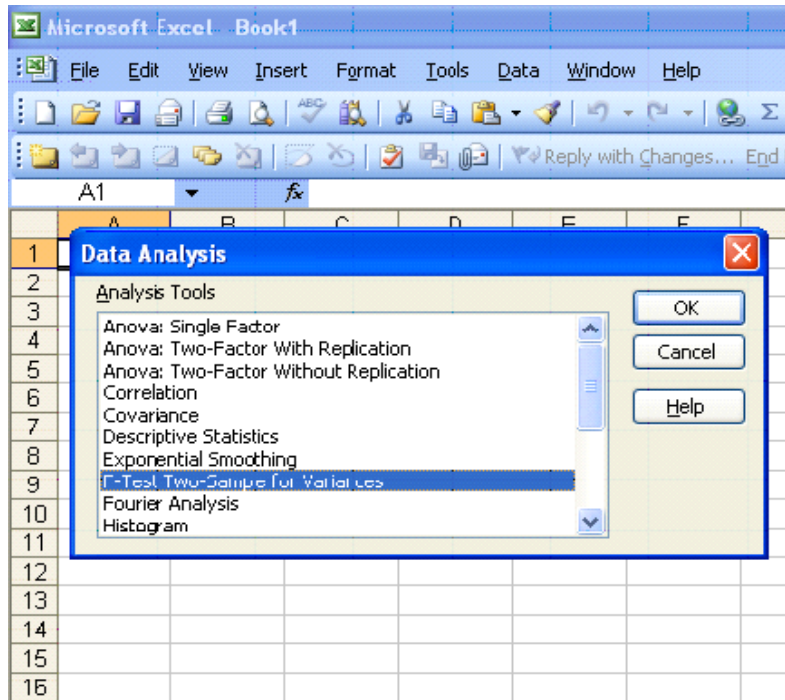 Microsoft Excel Book1
File Edit View Insert Format Tools Data Window Help
ABC Σ
Reply with Changes... End
A1 fx
A B C D E F
1
Data Analysis
2
Analysis Tools
3
OK
Anova: Single Factor
4
Anova: Two-Factor With Replication
Cancel
5
Anova: Two-Factor Without Replication
6
Correlation
Help
Covariance
7
Descriptive Statistics
8
Exponential Smoothing
9
F-Test Two-Sample for Variances
Fourier Analysis
10
Histogram
11
12
13
14
15
16